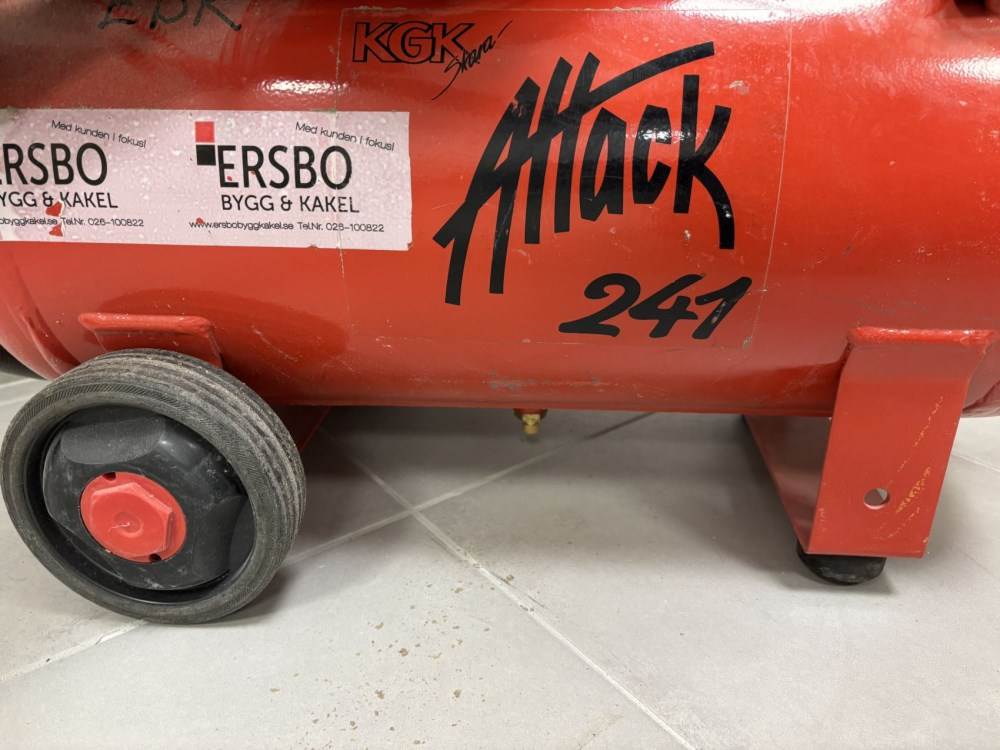 EBK
KGK
Skara
Attack
241
Med kunden i fokus!
ERSBO
BYGG & KAKEL
Tel.Nr. 026-100822
Med kunden i fokus!
ERSBO
BYGG & KAKEL
www.ersbobyggkakel.se Tel.Nr. 026-100822